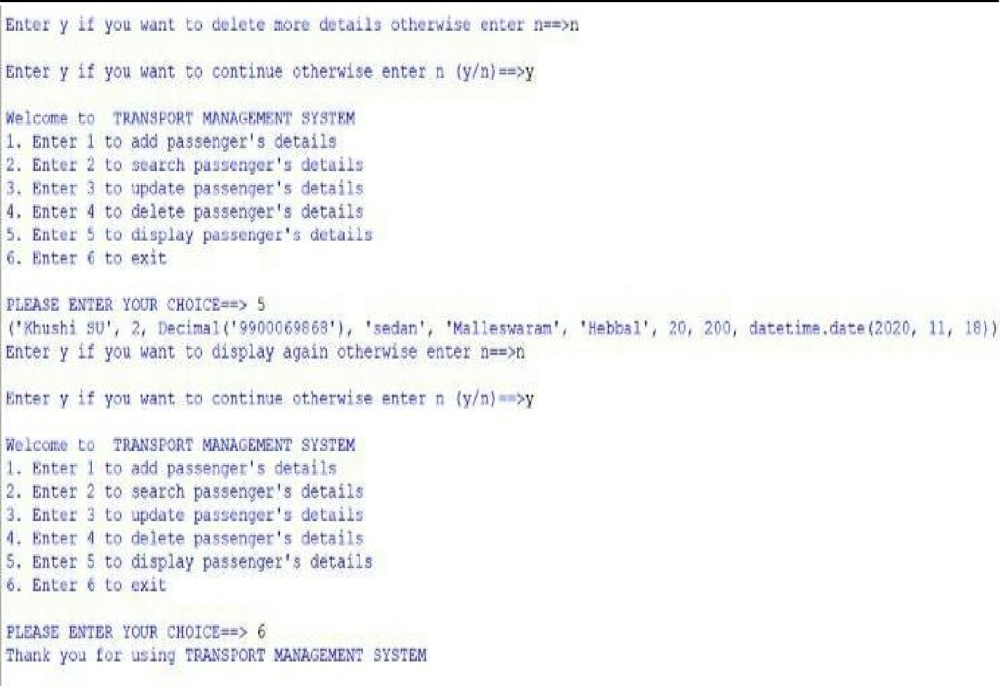 Enter y if you want to delete more details otherwise enter n==>n
Enter y if you want to continue otherwise enter n (y/n)==>y
Welcome to  TRANSPORT MANAGEMENT SYSTEM
1. Enter 1 to add passenger's details
2. Enter 2 to search passenger's details
3. Enter 3 to update passenger's details
4. Enter 4 to delete passenger's details
5. Enter 5 to display passenger's details
6. Enter 6 to exit
PLEASE ENTER YOUR CHOICE==> 5
('Khushi SU', 2, Decimal('9900069868'), 'sedan', 'Malleswaram', 'Hebbal', 20, 200, datetime.date(2020, 11, 18))
Enter y if you want to display again otherwise enter n==>n
Enter y if you want to continue otherwise enter n (y/n)==>y
Welcome to  TRANSPORT MANAGEMENT SYSTEM
1. Enter 1 to add passenger's details
2. Enter 2 to search passenger's details
3. Enter 3 to update passenger's details
4. Enter 4 to delete passenger's details
5. Enter 5 to display passenger's details
6. Enter 6 to exit
PLEASE ENTER YOUR CHOICE==> 6
Thank you for using TRANSPORT MANAGEMENT SYSTEM